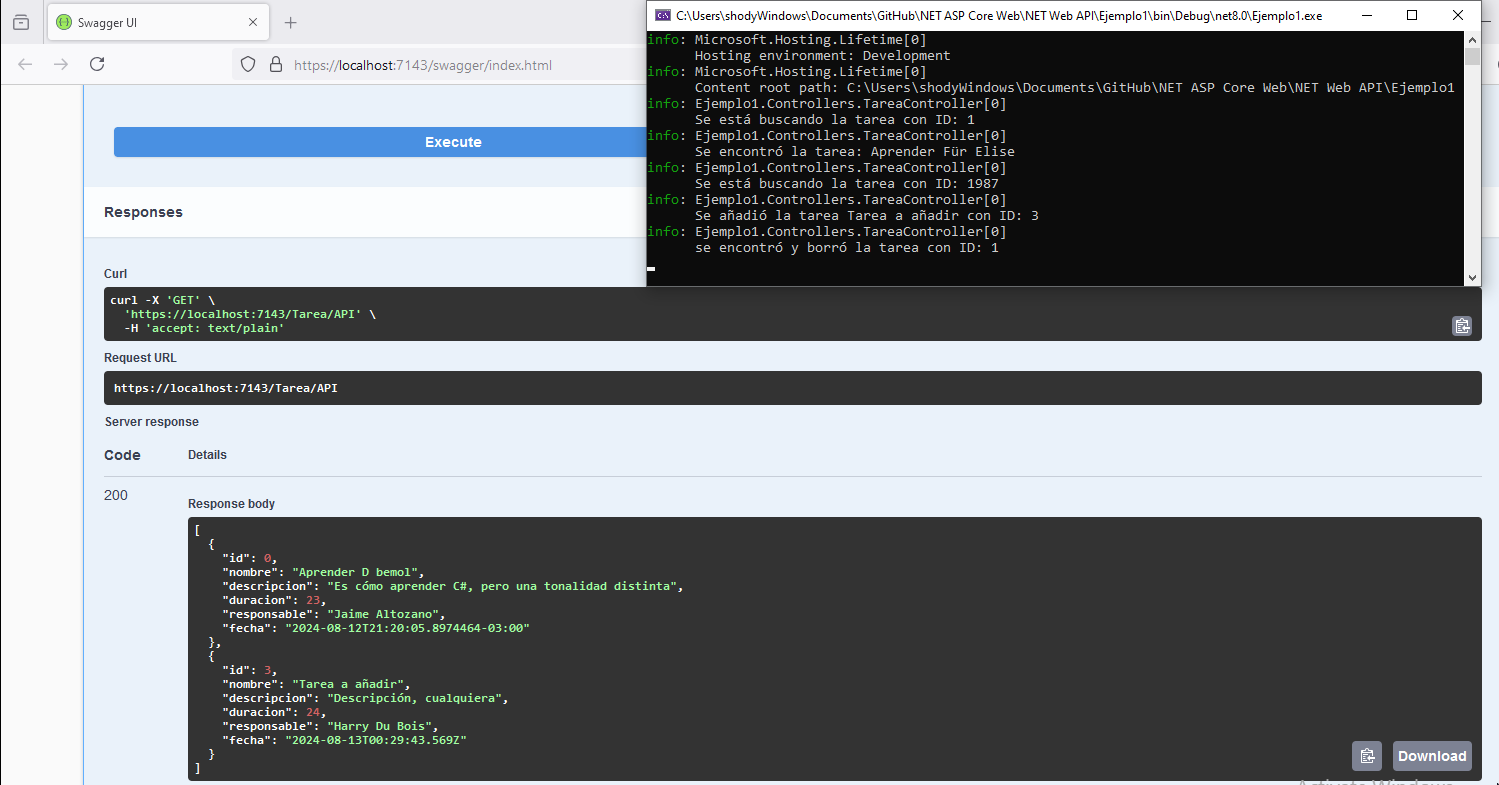 Swagger UI
https://localhost:7143/swagger/index.html
C:\Users\shodyWindows\Documents\GitHub\NET ASP Core Web\NET Web API\Ejemplo1\bin\Debug\net8.0\Ejemplo1.exe
info: Microsoft.Hosting.Lifetime[0]
Hosting environment: Development
info: Microsoft.Hosting.Lifetime[0]
Content root path: C:\Users\shodyWindows\Documents\GitHub\NET ASP Core Web\NET Web API\Ejemplo1
info: Ejemplo1.Controllers.TareaController[0]
Se está buscando la tarea con ID: 1
info: Ejemplo1.Controllers.TareaController[0]
Se encontró la tarea: Aprender Für Elise
info: Ejemplo1.Controllers.TareaController[0]
Se está buscando la tarea con ID: 1987
info: Ejemplo1.Controllers.TareaController[0]
Se añadió la tarea Tarea a añadir con ID: 3
info: Ejemplo1.Controllers.TareaController[0]
se encontró y borró la tarea con ID: 1
Execute
Responses
Curl
curl -X 'GET' \
'https://localhost:7143/Tarea/API' \
-H 'accept: text/plain'
Request URL
https://localhost:7143/Tarea/API
Server response
Code Details
200
Response body
[
{
"id": 0,
"nombre": "Aprender D bemol",
"descripcion": "Es cómo aprender C#, pero una tonalidad distinta",
"duracion": 23,
"responsable": "Jaime Altozano",
"fecha": "2024-08-12T21:20:05.8974464-03:00"
},
{
"id": 3,
"nombre": "Tarea a añadir",
"descripcion": "Descripción, cualquiera",
"duracion": 24,
"responsable": "Harry Du Bois",
"fecha": "2024-08-13T00:29:43.569Z"
}
]
Download